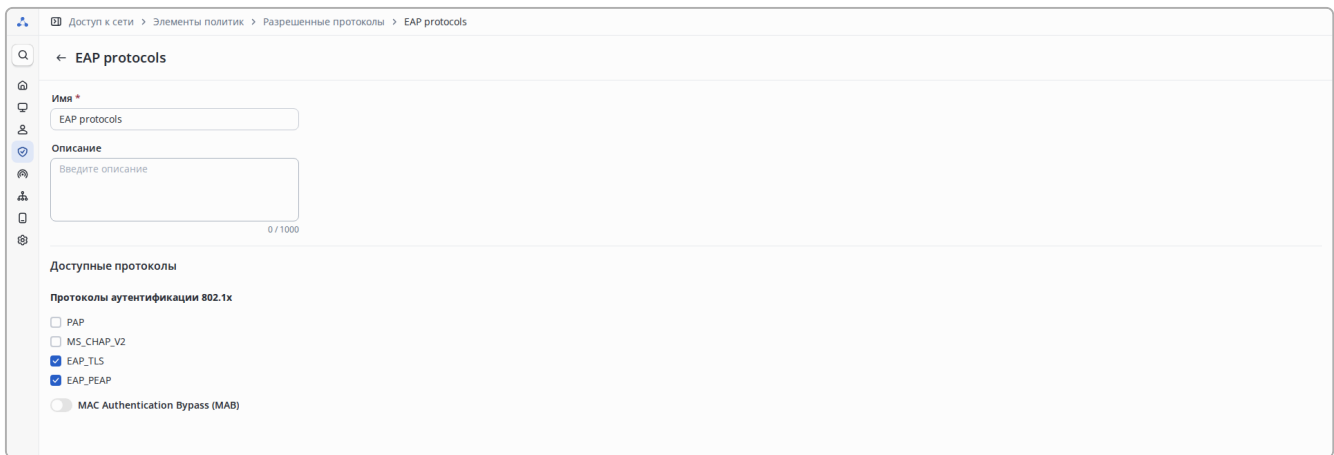 Доступ к сети > Элементы политик > Разрешенные протоколы > EAP protocols
← EAP protocols
Имя *
EAP protocols
Описание
Введите описание
0 / 1000
Доступные протоколы
Протоколы аутентификации 802.1x
PAP
MS_CHAP_V2
EAP_TLS
EAP_PEAP
MAC Authentication Bypass (MAB)